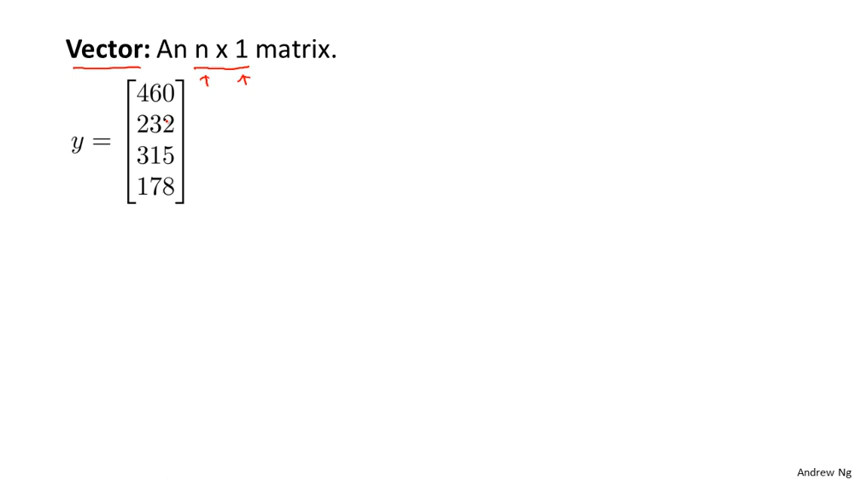 Vector: An n x 1 matrix.
y = [460
232
315
178]
Andrew Ng